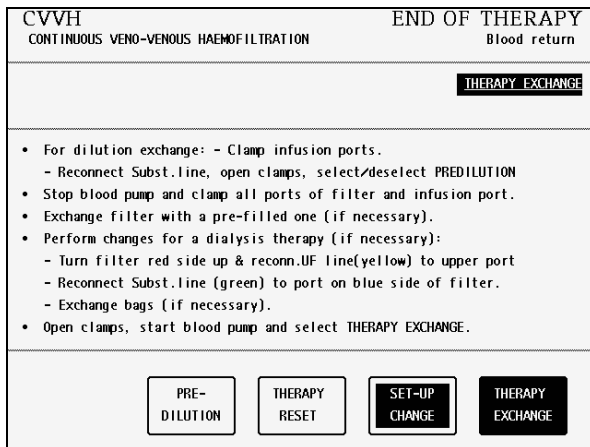 CVVH
END OF THERAPY
CONTINUOUS VENO-VENOUS HAEMOFILTRATION
Blood return
THERAPY EXCHANGE
• For dilution exchange: - Clamp infusion ports.
- Reconnect Subst.line, open clamps, select/deselect PREDILUTION
• Stop blood pump and clamp all ports of filter and infusion port.
• Exchange filter with a pre-filled one (if necessary).
• Perform changes for a dialysis therapy (if necessary):
- Turn filter red side up & reconn.UF line(yellow) to upper port
- Reconnect Subst.line (green) to port on blue side of filter.
- Exchange bags (if necessary).
• Open clamps, start blood pump and select THERAPY EXCHANGE.
PRE-
DILUTION
THERAPY
RESET
SET-UP
CHANGE
THERAPY
EXCHANGE